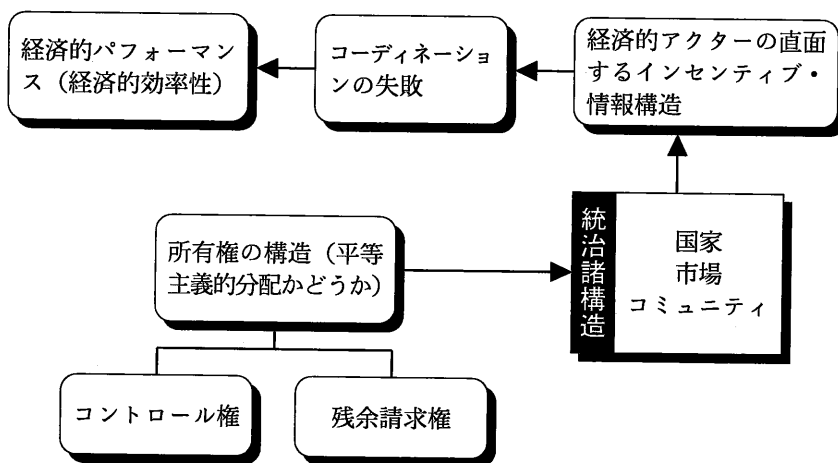 経済的パフォーマン
ス（経済的効率性）
コーディネーショ
ンの失敗
経済的アクターの直面
するインセンティブ・
情報構造
所有権の構造（平等
主義的分配かどうか）
統治諸構造
国家
市場
コミュニティ
コントロール権
残余請求権